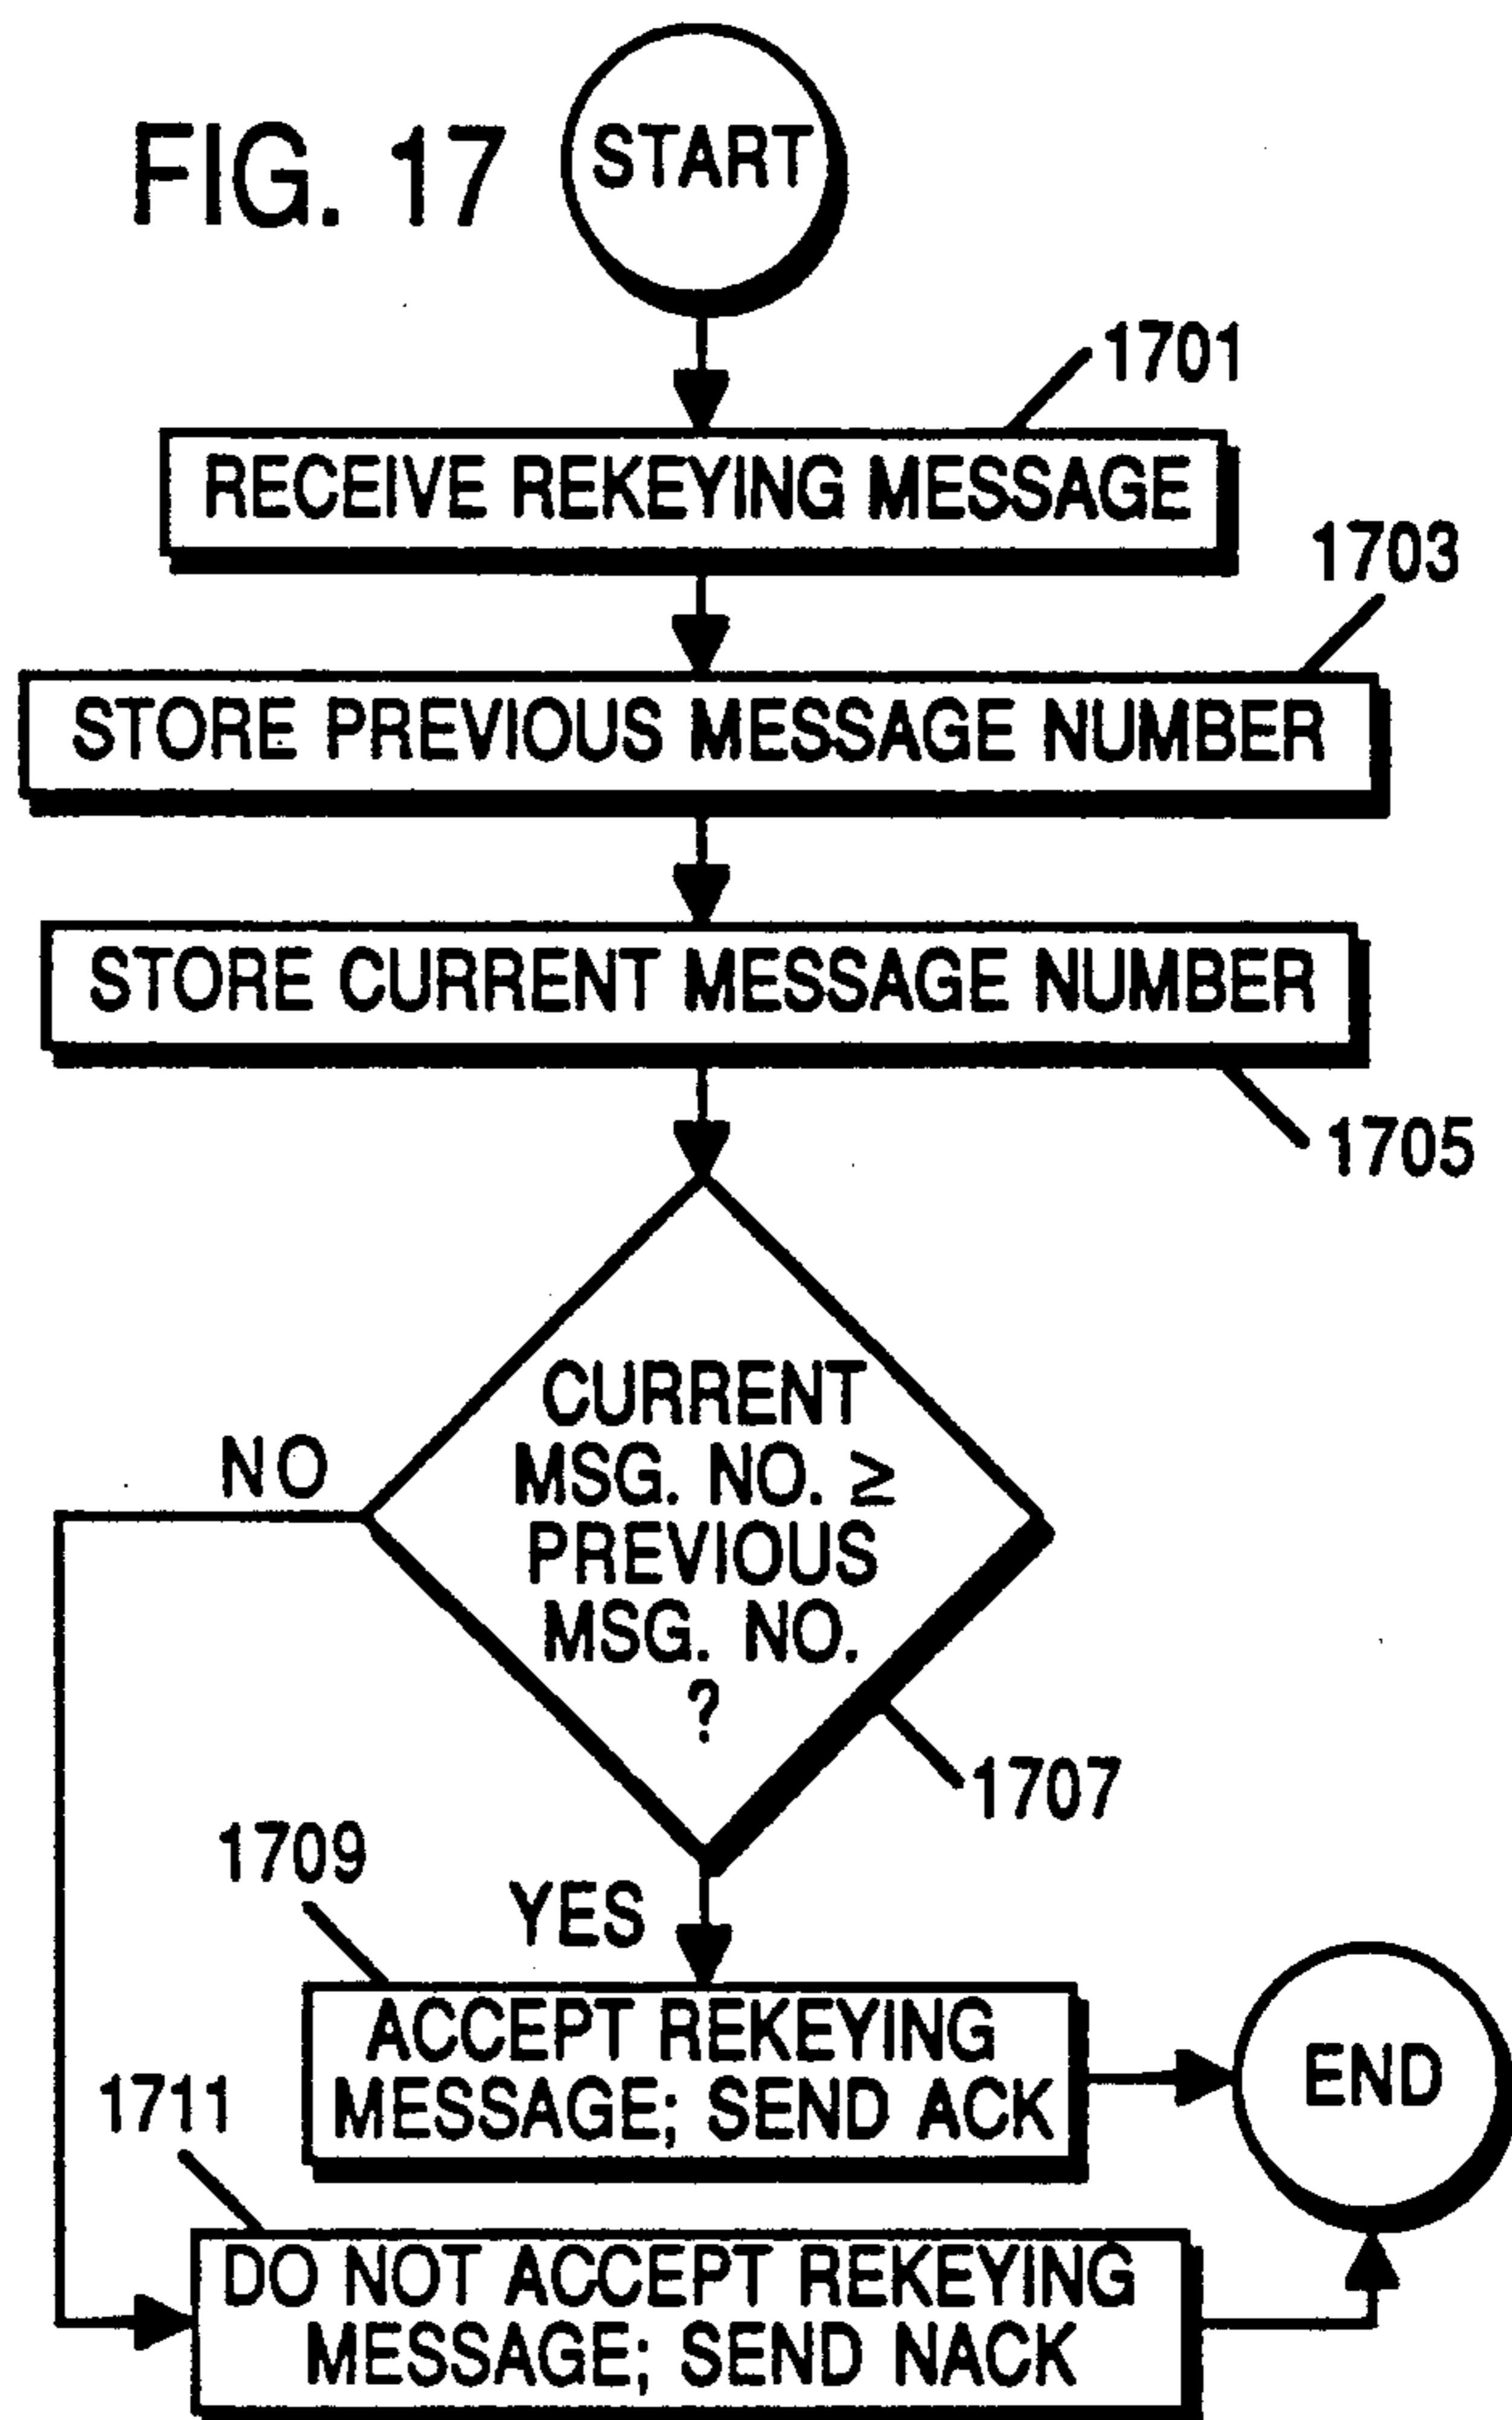 FIG. 17
START
1701
RECEIVE REKEYING MESSAGE
1703
STORE PREVIOUS MESSAGE NUMBER
STORE CURRENT MESSAGE NUMBER
1705
CURRENT
MSG. NO. ≥
PREVIOUS
MSG. NO.
?
NO
1707
1709
YES
ACCEPT REKEYING
MESSAGE; SEND ACK
END
1711
DO NOT ACCEPT REKEYING
MESSAGE; SEND NACK